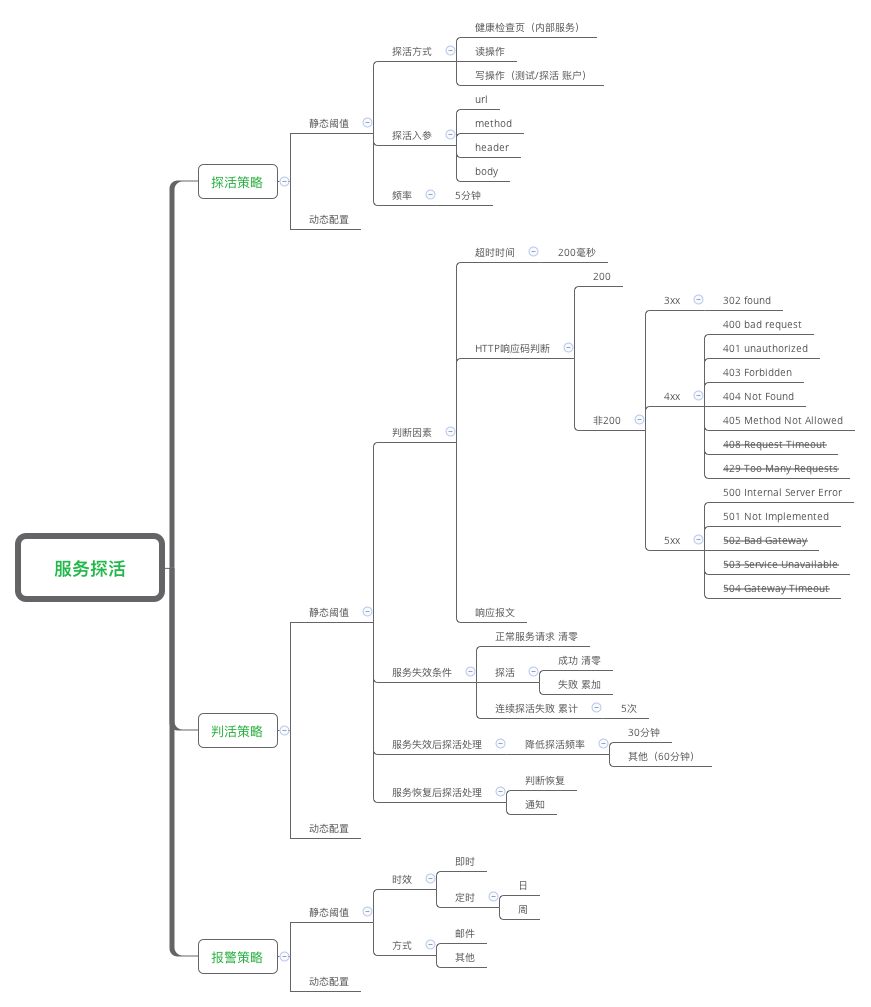 健康检查页（内部服务）
探活方式
读操作
写操作（测试/探活 账户）
url
静态阈值
method
探活入参
header
body
探活策略
频率
5分钟
动态配置
超时时间
200毫秒
200
3xx
302 found
400 bad request
HTTP响应码判断
401 unauthorized
403 Forbidden
4xx
404 Not Found
非200
405 Method Not Allowed
判断因素
408 Request Timeout
429 Too Many Requests
500 Internal Server Error
501 Not Implemented
5xx
502 Bad Gateway
503 Service Unavailable
504 Gateway Timeout
服务探活
静态阈值
响应报文
正常服务请求 清零
服务失效条件
探活
成功 清零
失败 累加
连续探活失败 累计
5次
判活策略
服务失效后探活处理
降低探活频率
30分钟
其他（60分钟）
服务恢复后探活处理
判断恢复
通知
动态配置
即时
时效
定时
日
周
静态阈值
方式
邮件
其他
报警策略
动态配置